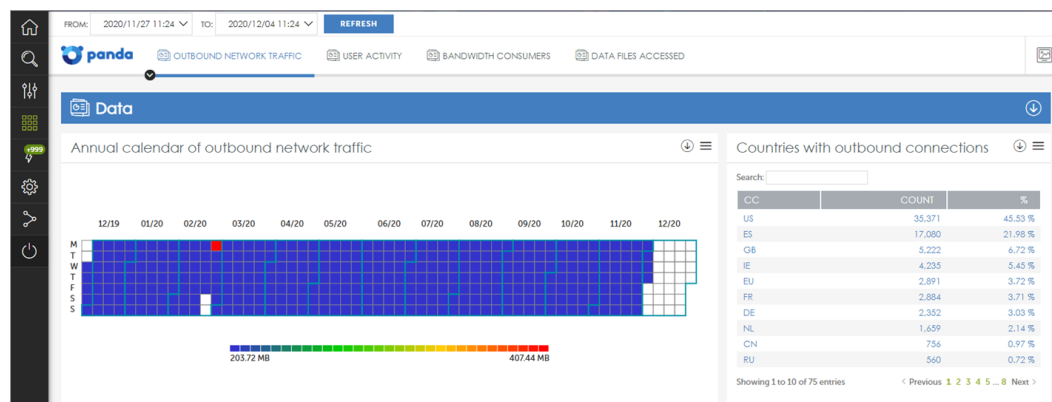 FROM: 2020/11/27 11:24 TO: 2020/12/04 11:24 REFRESH
panda OUTBOUND NETWORK TRAFFIC USER ACTIVITY BANDWIDTH CONSUMERS DATA FILES ACCESSED
+999
Data
Annual calendar of outbound network traffic
12/19 01/20 02/20 03/20 04/20 05/20 06/20 07/20 08/20 09/20 10/20 11/20 12/20
M
T
W
T
F
S
S
203.72 MB 407.44 MB
Countries with outbound connections
Search:
CC COUNT %
US 35,371 45.53 %
ES 17,080 21.98 %
GB 5,222 6.72 %
IE 4,235 5.45 %
EU 2,891 3.72 %
FR 2,884 3.71 %
DE 2,352 3.03 %
NL 1,659 2.14 %
CN 756 0.97 %
RU 560 0.72 %
Showing 1 to 10 of 75 entries < Previous 1 2 3 4 5 ... 8 Next >